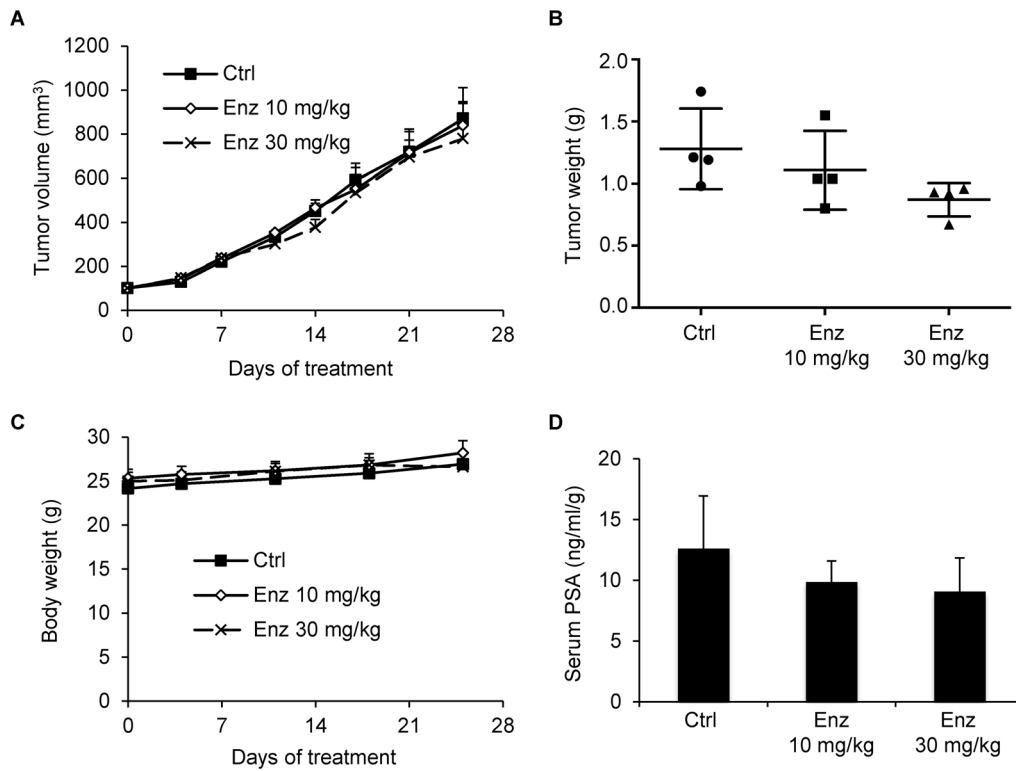 A
1200
1000
800
600
400
200
0
Tumor volume (mm³)
Ctrl
Enz 10 mg/kg
Enz 30 mg/kg
0 7 14 21 28
Days of treatment
B
2.0
1.5
1.0
0.5
0.0
Tumor weight (g)
Ctrl
Enz
10 mg/kg
Enz
30 mg/kg
C
30
25
20
15
10
5
0
Body weight (g)
Ctrl
Enz 10 mg/kg
Enz 30 mg/kg
0 7 14 21 28
Days of treatment
D
20
15
10
5
0
Serum PSA (ng/ml/g)
Ctrl
Enz
10 mg/kg
Enz
30 mg/kg